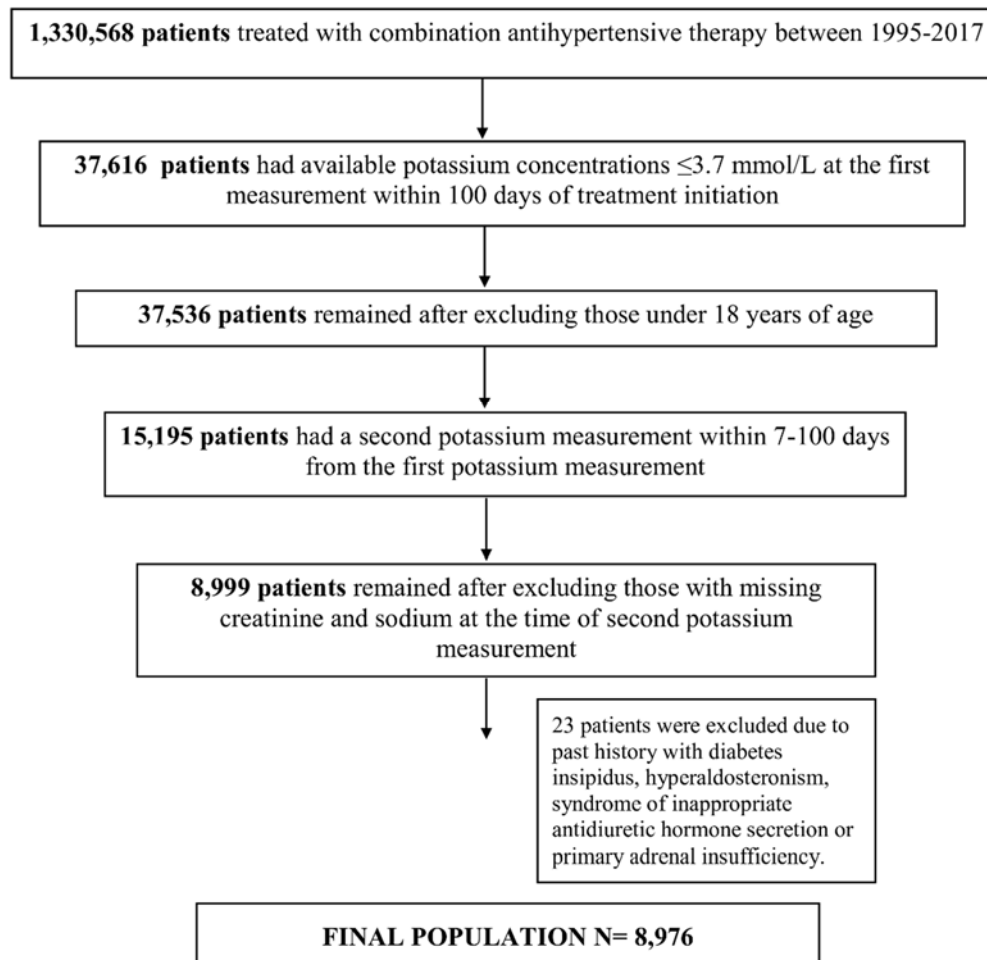 1,330,568 patients treated with combination antihypertensive therapy between 1995-2017
37,616 patients had available potassium concentrations ≤3.7 mmol/L at the first
measurement within 100 days of treatment initiation
37,536 patients remained after excluding those under 18 years of age
15,195 patients had a second potassium measurement within 7-100 days
from the first potassium measurement
8,999 patients remained after excluding those with missing
creatinine and sodium at the time of second potassium
measurement
23 patients were excluded due to
past history with diabetes
insipidus, hyperaldosteronism,
syndrome of inappropriate
antidiuretic hormone secretion or
primary adrenal insufficiency.
FINAL POPULATION N= 8,976